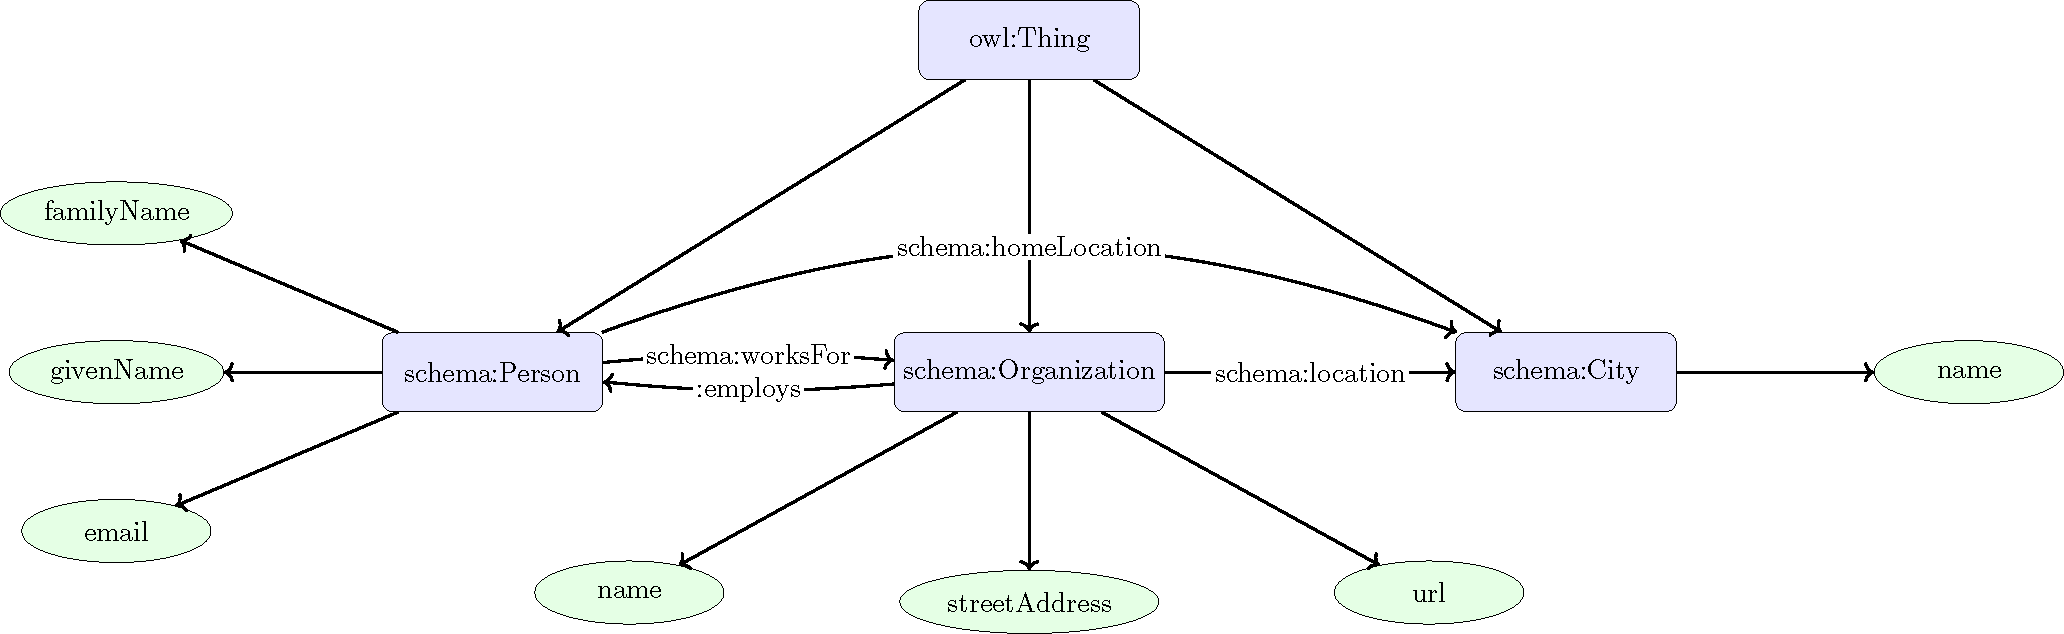 owl:Thing
familyName
schema:homeLocation
schema:worksFor
givenName
schema:Person
schema:Organization
schema:location
schema:City
name
:employs
email
name
streetAddress
url